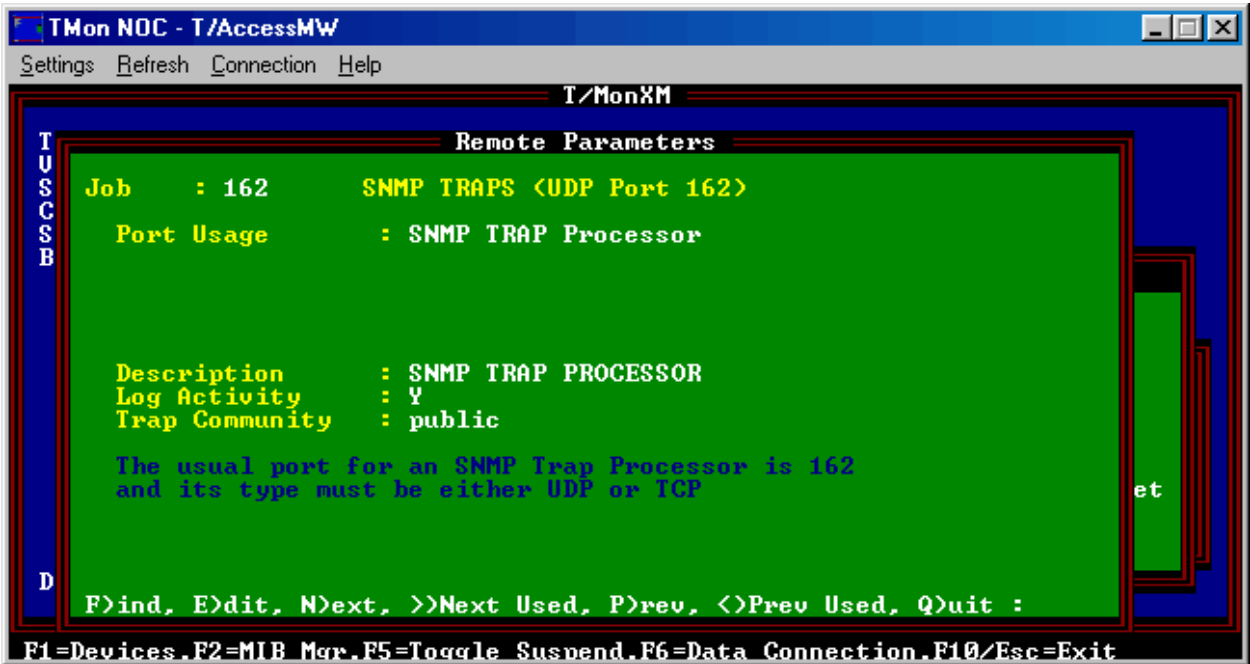 TMon NOC - T/AccessMW
Settings Refresh Connection Help
T/MonXM
Remote Parameters
T
V
S
C
S
B
Job : 162 SNMP TRAPS (UDP Port 162)
Port Usage : SNMP TRAP Processor
Description : SNMP TRAP PROCESSOR
Log Activity : Y
Trap Community : public
The usual port for an SNMP Trap Processor is 162
and its type must be either UDP or TCP
et
D
F)ind, E)dit, N)ext, >)Next Used, P)rev, <)Prev Used, Q)uit :
F1=Devices,F2=MIB Mgr,F5=Toggle Suspend,F6=Data Connection,F10/Esc=Exit